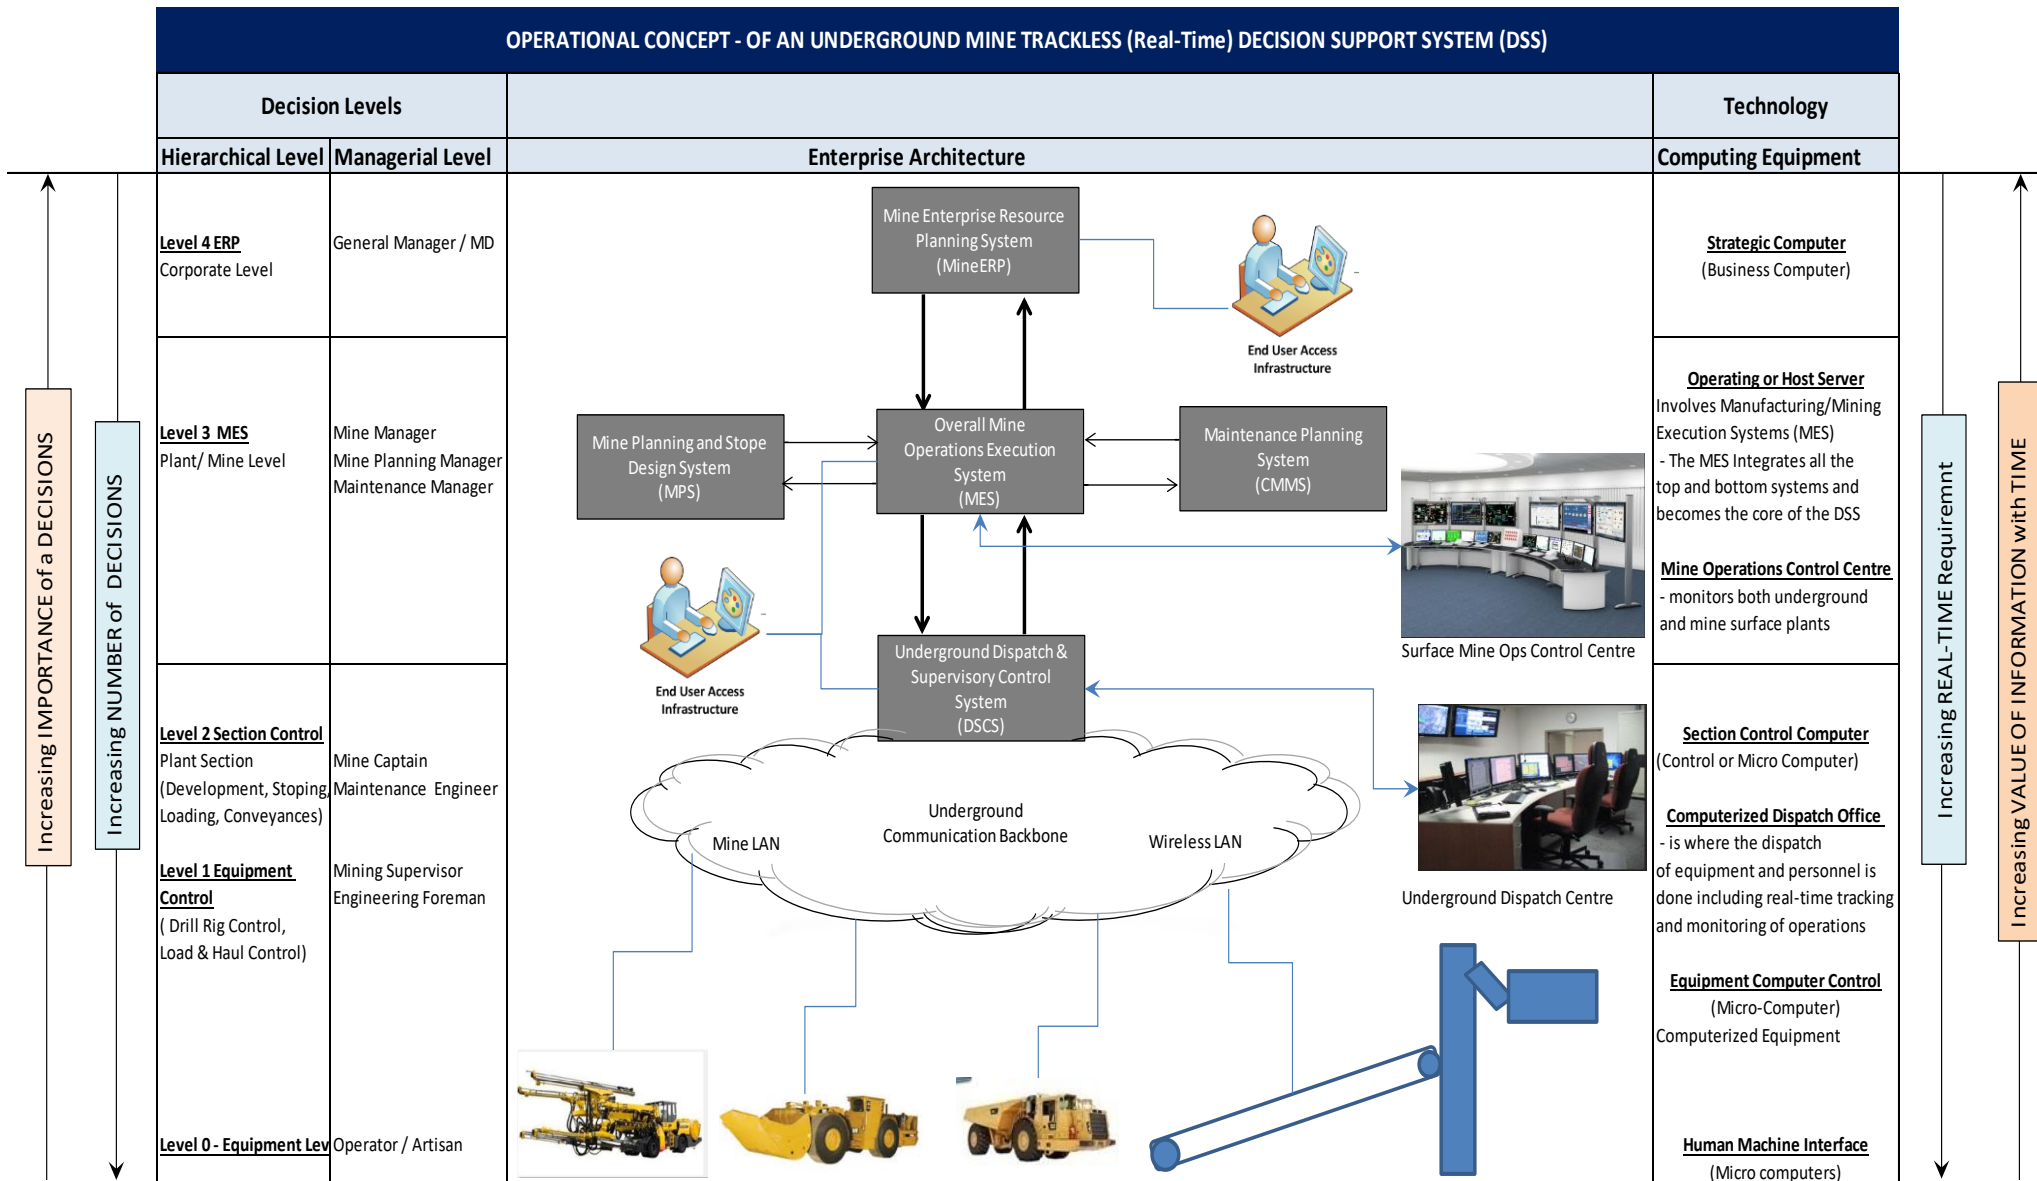 OPERATIONAL CONCEPT - OF AN UNDERGROUND MINE TRACKLESS (Real-Time) DECISION SUPPORT SYSTEM (DSS)
Decision Levels
Technology
Hierarchical Level
Managerial Level
Enterprise Architecture
Computing Equipment
Increasing IMPORTANCE of a DECISIONS
Increasing NUMBER of DECISIONS
Level 4 ERP
Corporate Level
General Manager / MD
Level 3 MES
Plant/ Mine Level
Mine Manager
Mine Planning Manager
Maintenance Manager
Level 2 Section Control
Plant Section
(Development, Stoping,
Loading, Conveyances)
Mine Captain
Maintenance Engineer
Level 1 Equipment
Control
( Drill Rig Control,
Load & Haul Control)
Mining Supervisor
Engineering Foreman
Level 0 - Equipment Lev
Operator / Artisan
Mine Enterprise Resource
Planning System
(MineERP)
End User Access
Infrastructure
Mine Planning and Stope
Design System
(MPS)
Overall Mine
Operations Execution
System
(MES)
Maintenance Planning
System
(CMMS)
Surface Mine Ops Control Centre
End User Access
Infrastructure
Underground Dispatch &
Supervisory Control
System
(DSCS)
Underground
Communication Backbone
Mine LAN
Wireless LAN
Underground Dispatch Centre
Strategic Computer
(Business Computer)
Operating or Host Server
Involves Manufacturing/Mining
Execution Systems (MES)
- The MES Integrates all the
top and bottom systems and
becomes the core of the DSS
Mine Operations Control Centre
- monitors both underground
and mine surface plants
Section Control Computer
(Control or Micro Computer)
Computerized Dispatch Office
- is where the dispatch
of equipment and personnel is
done including real-time tracking
and monitoring of operations
Equipment Computer Control
(Micro-Computer)
Computerized Equipment
Human Machine Interface
(Micro computers)
Increasing REAL-TIME Requiremnt
Increasing VALUE OF INFORMATION with TIME